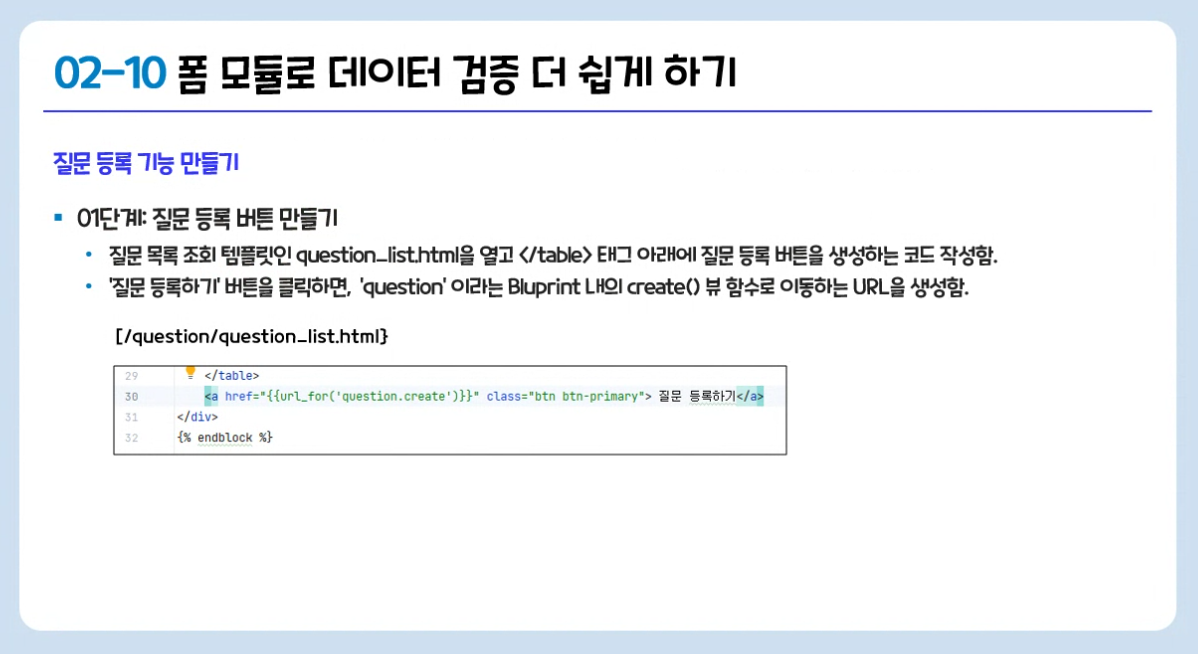 02-10 폼 모듈로 데이터 검증 더 쉽게 하기
질문 등록 기능 만들기
▪ 01단계: 질문 등록 버튼 만들기
• 질문 목록 조회 템플릿인 question_list.html을 열고 </table> 태그 아래에 질문 등록 버튼을 생성하는 코드 작성함.
• '질문 등록하기' 버튼을 클릭하면, 'question' 이라는 Bluprint 내의 create() 뷰 함수로 이동하는 URL을 생성함.
[/question/question_list.html}
29 </table>
30 <a href="{{url_for('question.create')}}" class="btn btn-primary"> 질문 등록하기</a>
31 </div>
32 {% endblock %}